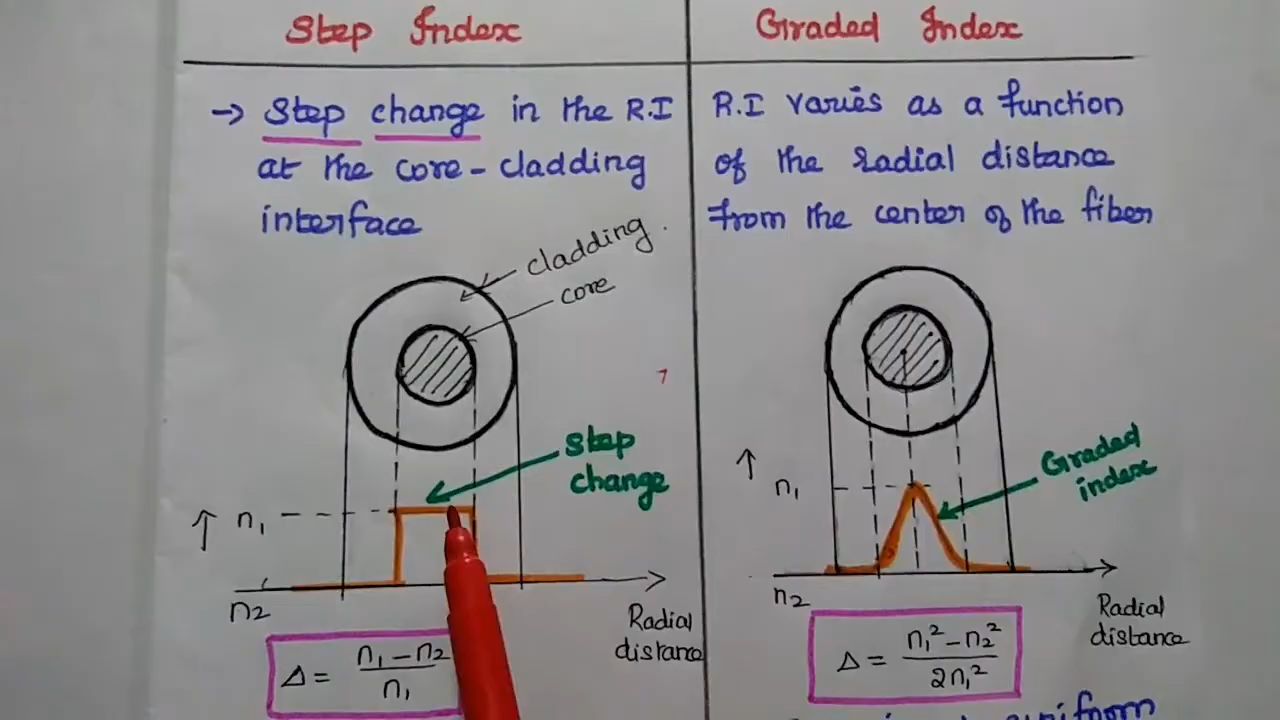 Step Index
→ Step change in the R.I
at the core-cladding
interface
cladding
core
Step
change
↑ n₁
n₂
Radial
distance
Δ = (n₁ - n₂)/n₁
Graded Index
R.I varies as a function
of the radial distance
from the center of the fiber
Graded
index
↑ n₁
n₂
Radial
distance
Δ = (n₁² - n₂²)/2n₁²